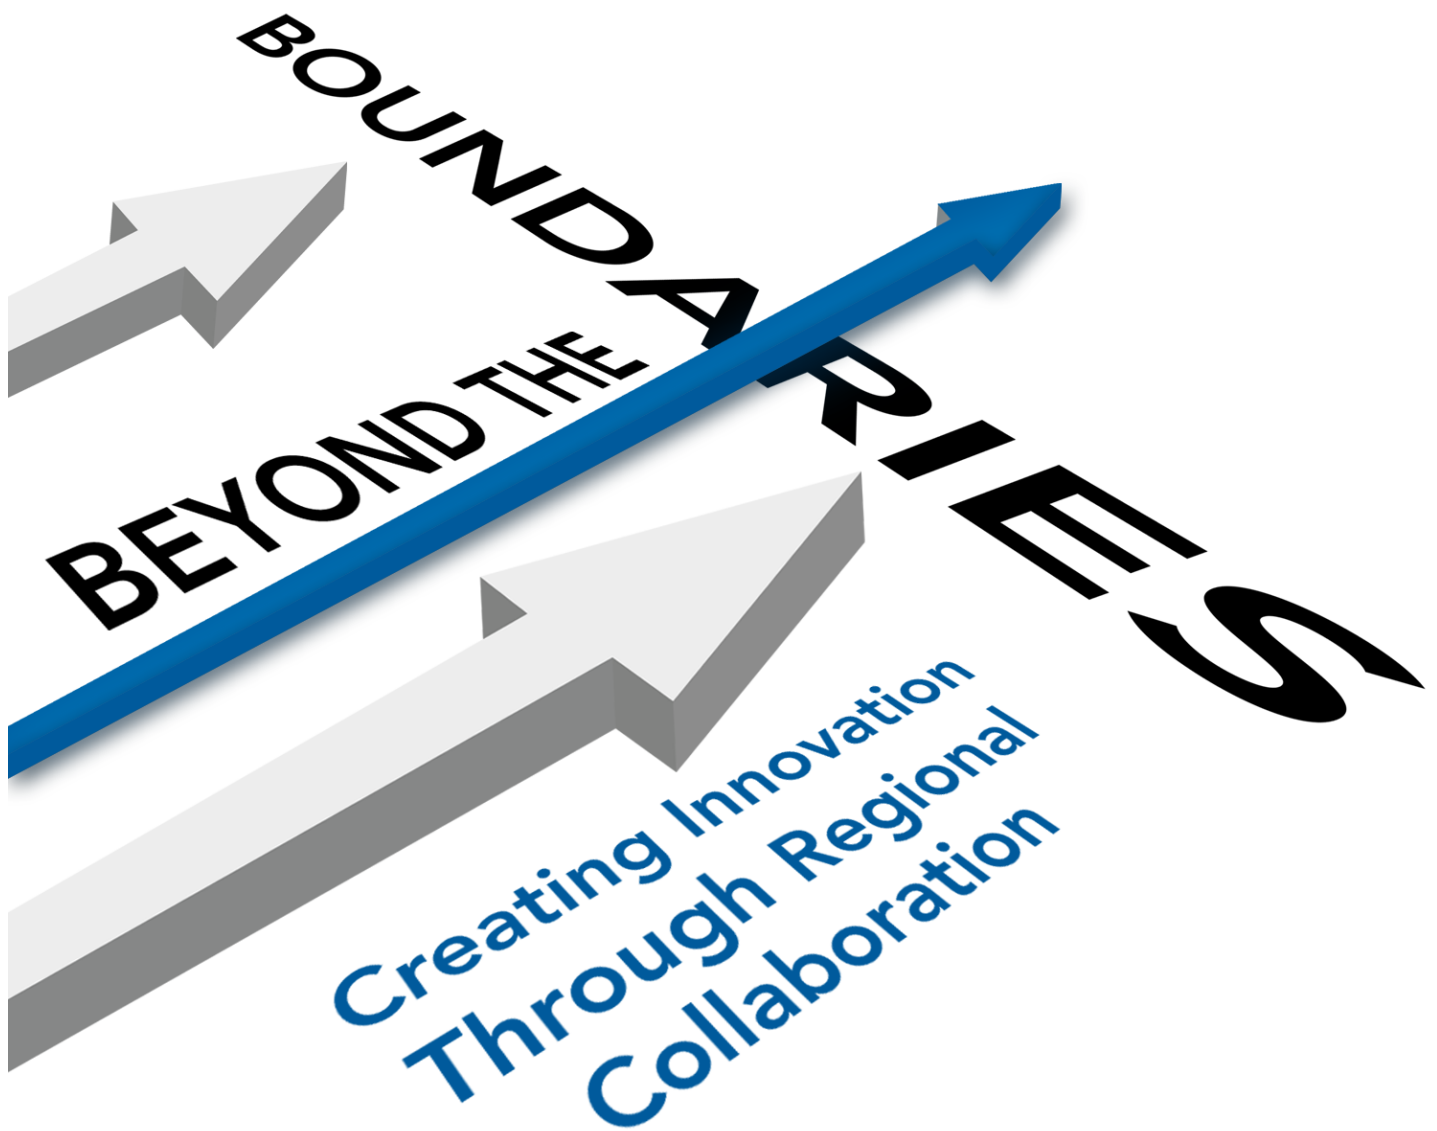 BEYOND THE
BOUNDARIES
Creating Innovation
Through Regional
Collaboration